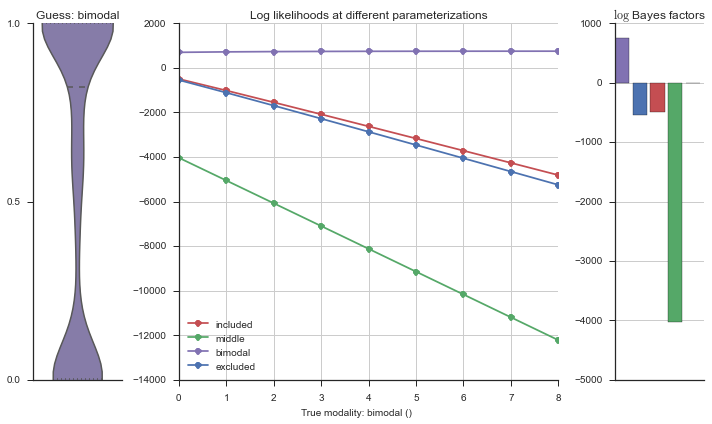 Guess: bimodal
1.0
0.5
0.0
Log likelihoods at different parameterizations
2000
0
−2000
−4000
−6000
−8000
−10000
−12000
−14000
included
middle
bimodal
excluded
0 1 2 3 4 5 6 7 8
True modality: bimodal ()
log Bayes factors
1000
0
−1000
−2000
−3000
−4000
−5000